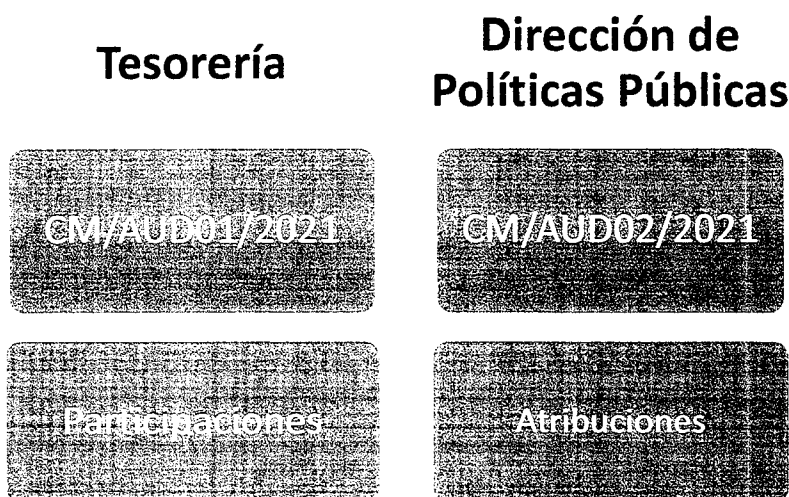 Tesorería
CM/AUD01/2021
Participaciones
Dirección de
Políticas Públicas
CM/AUD02/2021
Atribuciones